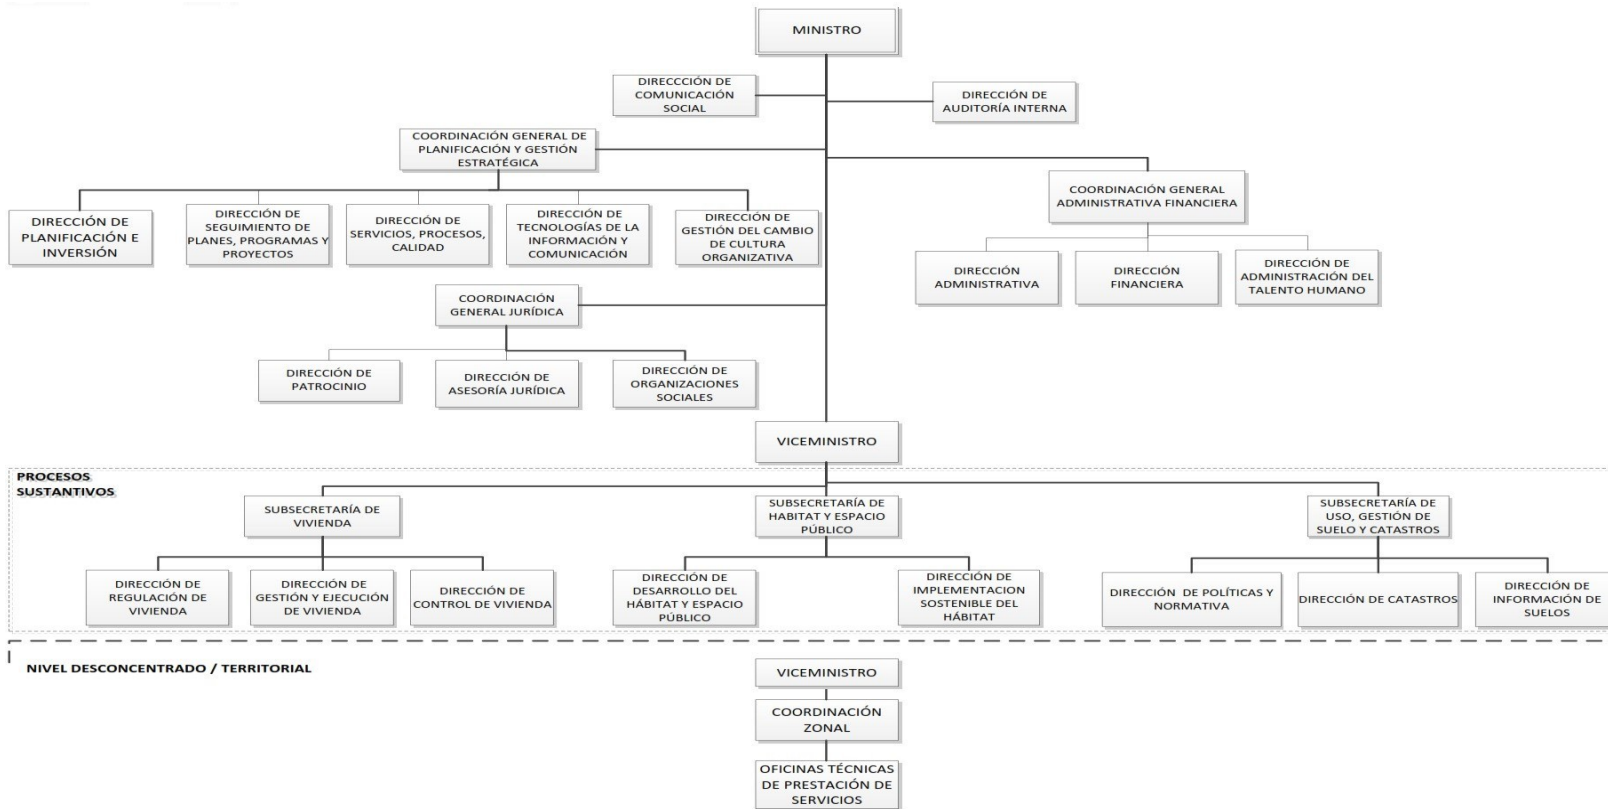 MINISTRO
DIRECCCIÓN DE
COMUNICACIÓN
SOCIAL
DIRECCIÓN DE
AUDITORÍA INTERNA
COORDINACIÓN GENERAL DE
PLANIFICACIÓN Y GESTIÓN
ESTRATÉGICA
COORDINACIÓN GENERAL
ADMINISTRATIVA FINANCIERA
DIRECCIÓN DE
PLANIFICACIÓN E
INVERSIÓN
DIRECCIÓN DE
SEGUIMIENTO DE
PLANES, PROGRAMAS Y
PROYECTOS
DIRECCIÓN DE
SERVICIOS, PROCESOS,
CALIDAD
DIRECCIÓN DE
TECNOLOGÍAS DE LA
INFORMACIÓN Y
COMUNICACIÓN
DIRECCIÓN DE
GESTIÓN DEL CAMBIO
DE CULTURA
ORGANIZATIVA
DIRECCIÓN
ADMINISTRATIVA
DIRECCIÓN
FINANCIERA
DIRECCIÓN DE
ADMINISTRACIÓN DEL
TALENTO HUMANO
COORDINACIÓN
GENERAL JURÍDICA
DIRECCIÓN DE
PATROCINIO
DIRECCIÓN DE
ASESORÍA JURÍDICA
DIRECCIÓN DE
ORGANIZACIONES
SOCIALES
VICEMINISTRO
PROCESOS
SUSTANTIVOS
SUBSECRETARÍA DE
VIVIENDA
SUBSECRETARÍA DE
HABITAT Y ESPACIO
PÚBLICO
SUBSECRETARÍA DE
USO, GESTIÓN DE
SUELO Y CATASTROS
DIRECCIÓN DE
REGULACIÓN DE
VIVIENDA
DIRECCIÓN DE
GESTIÓN Y EJECUCIÓN
DE VIVIENDA
DIRECCIÓN DE
CONTROL DE VIVIENDA
DIRECCIÓN DE
DESARROLLO DEL
HÁBITAT Y ESPACIO
PÚBLICO
DIRECCIÓN DE
IMPLEMENTACION
SOSTENIBLE DEL
HÁBITAT
DIRECCIÓN DE POLÍTICAS Y
NORMATIVA
DIRECCIÓN DE CATASTROS
DIRECCIÓN DE
INFORMACIÓN DE
SUELOS
NIVEL DESCONCENTRADO / TERRITORIAL
VICEMINISTRO
COORDINACIÓN
ZONAL
OFICINAS TÉCNICAS
DE PRESTACIÓN DE
SERVICIOS